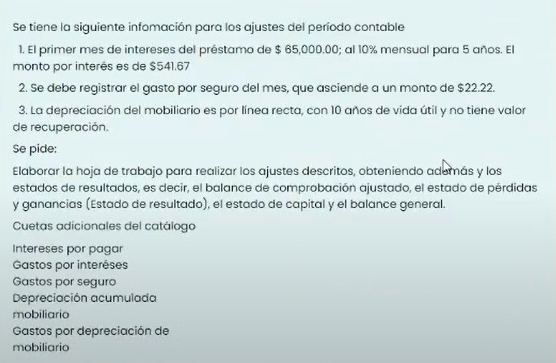 Se tiene la siguiente infomación para los ajustes del período contable
1. El primer mes de intereses del préstamo de $ 65,000.00; al 10% mensual para 5 años. El
monto por interés es de $541.67
2. Se debe registrar el gasto por seguro del mes, que asciende a un monto de $22.22.
3. La depreciación del mobiliario es por línea recta, con 10 años de vida útil y no tiene valor
de recuperación.
Se pide:
Elaborar la hoja de trabajo para realizar los ajustes descritos, obteniendo además y los
estados de resultados, es decir, el balance de comprobación ajustado, el estado de pérdidas
y ganancias (Estado de resultado), el estado de capital y el balance general.
Cuetas adicionales del catálogo
Intereses por pagar
Gastos por interéses
Gastos por seguro
Depreciación acumulada
mobiliario
Gastos por depreciación de
mobiliario